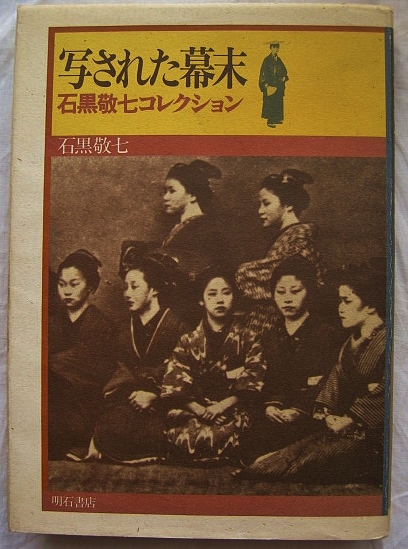 写された幕末
石黒敬七コレクション
石黒敬七
明石書店